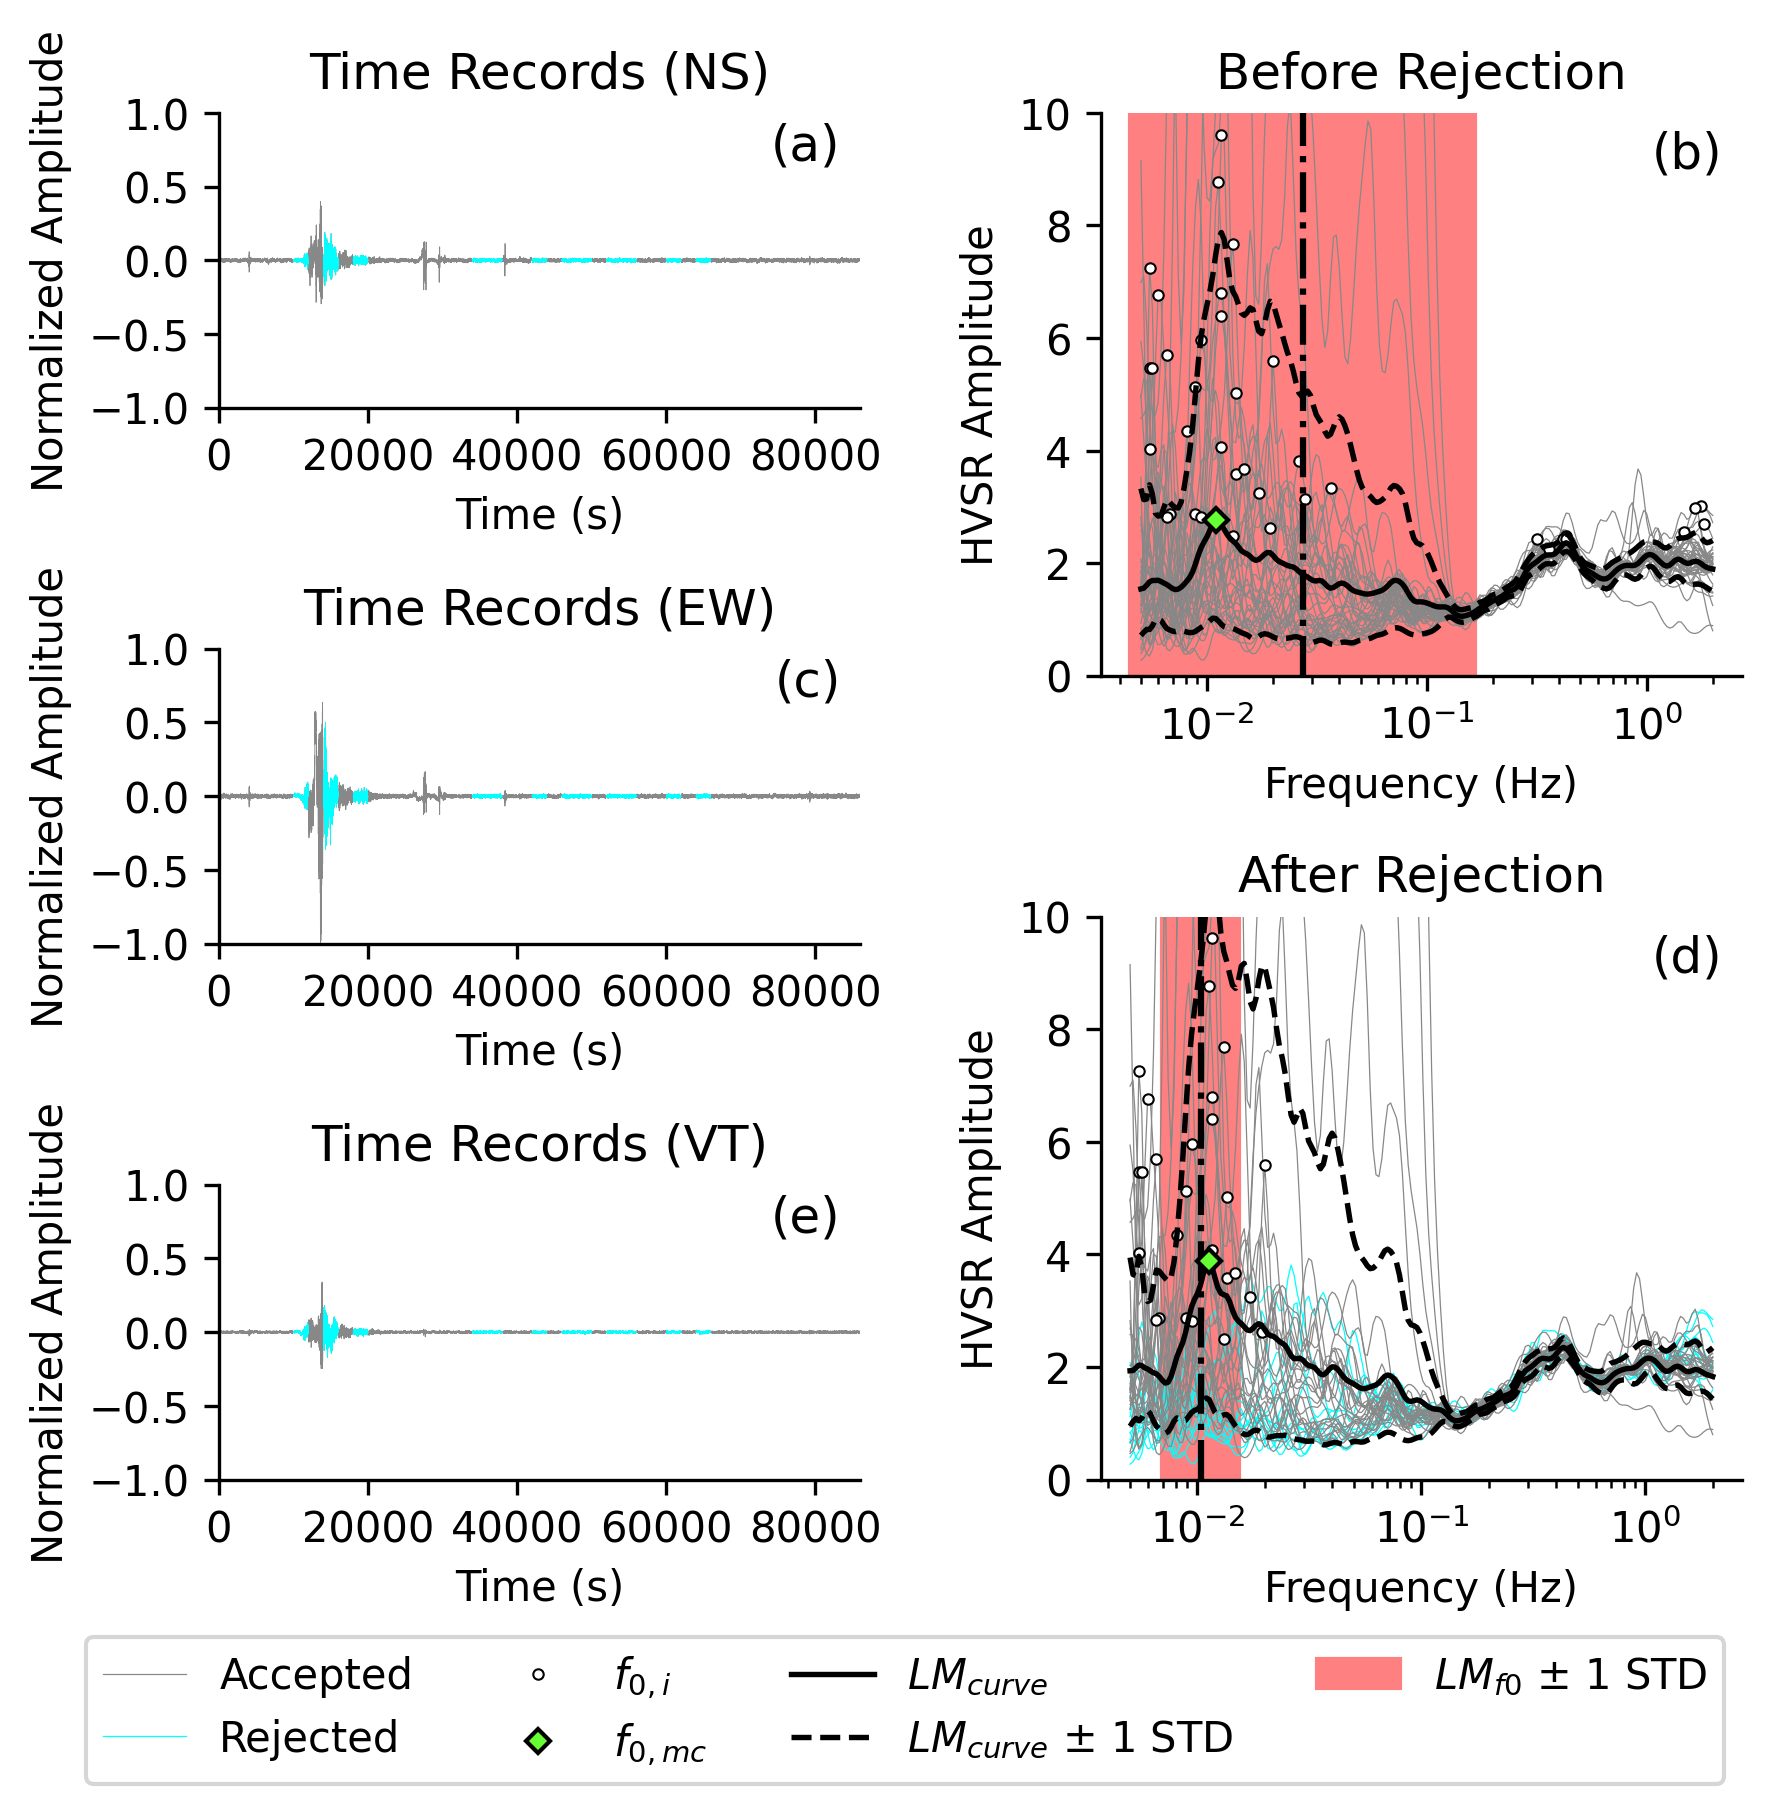 Time Records (NS)
(a)
Normalized Amplitude
1.0
0.5
0.0
−0.5
−1.0
0 20000 40000 60000 80000
Time (s)
Before Rejection
(b)
HVSR Amplitude
10
8
6
4
2
0
10⁻² 10⁻¹ 10⁰
Frequency (Hz)
Time Records (EW)
(c)
Normalized Amplitude
1.0
0.5
0.0
−0.5
−1.0
0 20000 40000 60000 80000
Time (s)
After Rejection
(d)
HVSR Amplitude
10
8
6
4
2
0
10⁻² 10⁻¹ 10⁰
Frequency (Hz)
Time Records (VT)
(e)
Normalized Amplitude
1.0
0.5
0.0
−0.5
−1.0
0 20000 40000 60000 80000
Time (s)
Accepted
Rejected
f0,i
f0,mc
LMcurve
LMcurve ± 1 STD
LMf0 ± 1 STD